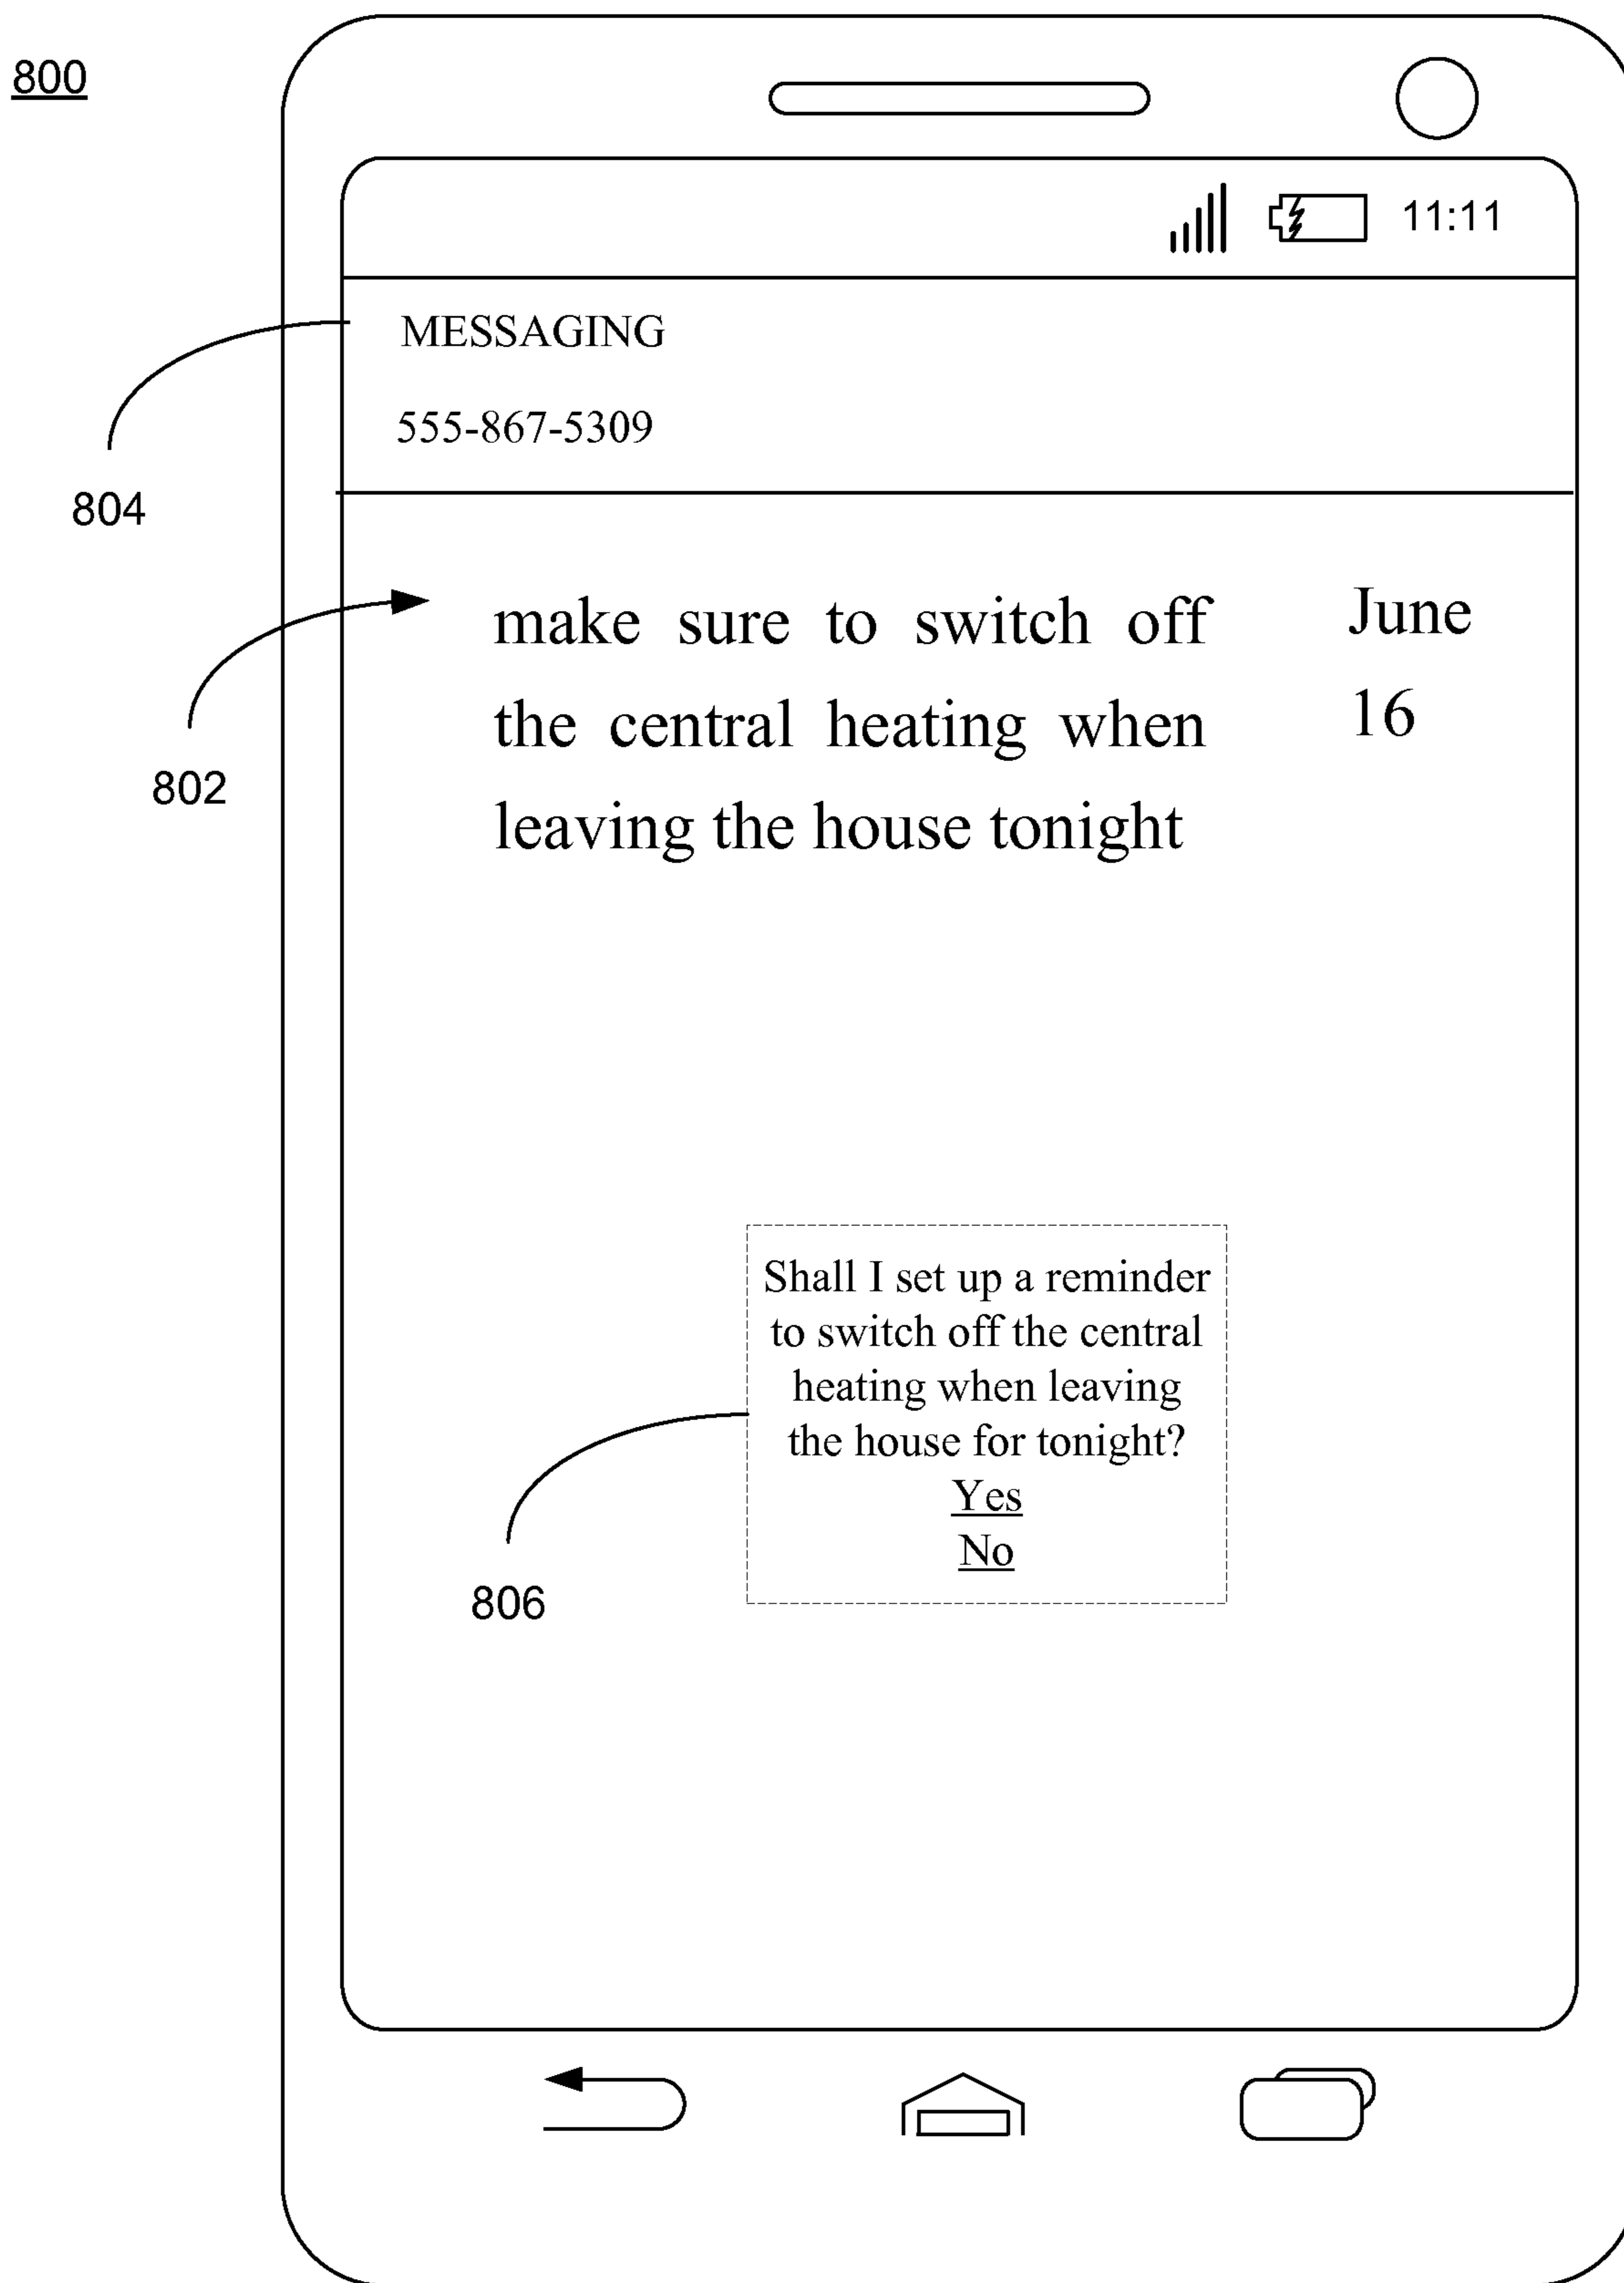 800
11:11
MESSAGING
555-867-5309
804
make sure to switch off
the central heating when
leaving the house tonight
June
16
802
Shall I set up a reminder
to switch off the central
heating when leaving
the house for tonight?
Yes
No
806